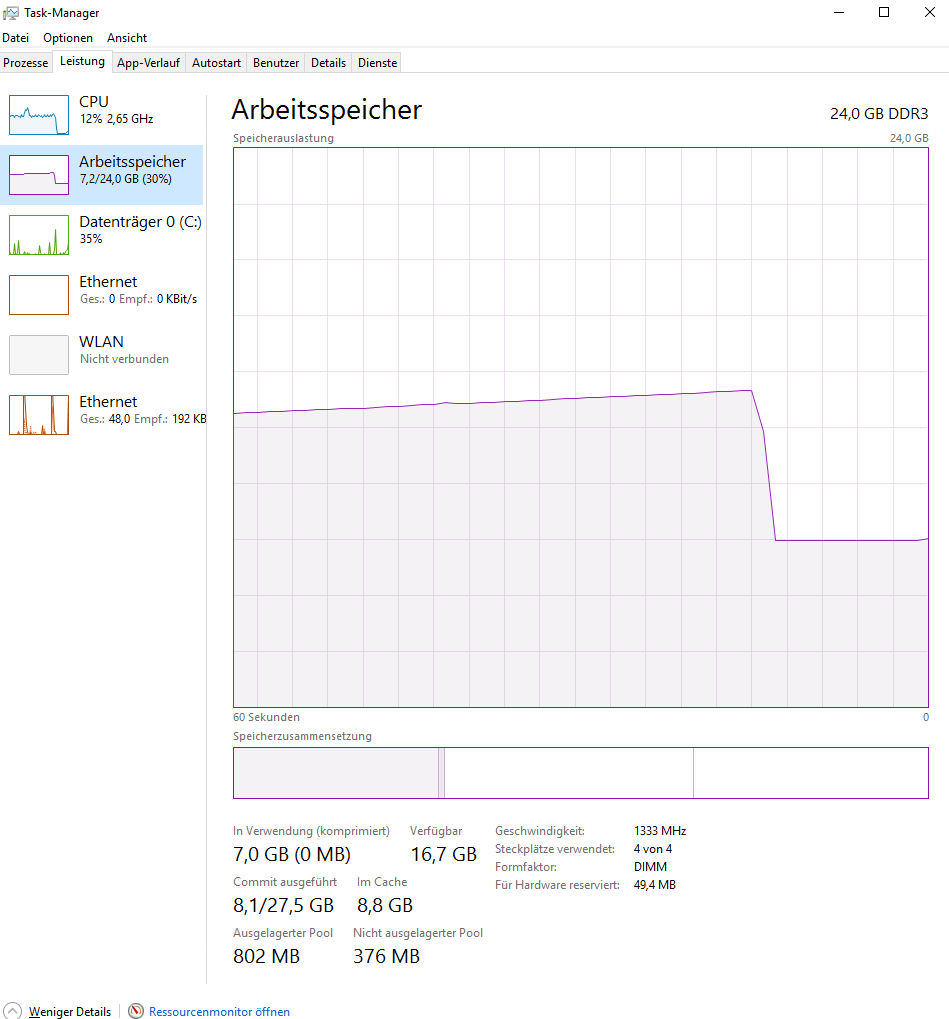 Task-Manager
Datei Optionen Ansicht
Prozesse Leistung App-Verlauf Autostart Benutzer Details Dienste
CPU
12% 2,65 GHz
Arbeitsspeicher
7,2/24,0 GB (30%)
Datenträger 0 (C:)
35%
Ethernet
Ges.: 0 Empf.: 0 KBit/s
WLAN
Nicht verbunden
Ethernet
Ges.: 48,0 Empf.: 192 KB
Arbeitsspeicher 24,0 GB DDR3
Speicherauslastung 24,0 GB
60 Sekunden 0
Speicherzusammensetzung
In Verwendung (komprimiert) Verfügbar
7,0 GB (0 MB) 16,7 GB
Commit ausgeführt Im Cache
8,1/27,5 GB 8,8 GB
Ausgelagerter Pool Nicht ausgelagerter Pool
802 MB 376 MB
Geschwindigkeit: 1333 MHz
Steckplätze verwendet: 4 von 4
Formfaktor: DIMM
Für Hardware reserviert: 49,4 MB
Weniger Details Ressourcenmonitor öffnen